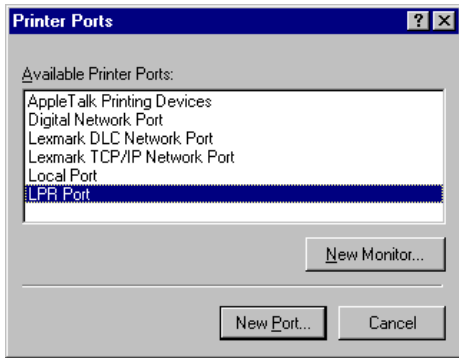 Printer Ports
Available Printer Ports:
AppleTalk Printing Devices
Digital Network Port
Lexmark DLC Network Port
Lexmark TCP/IP Network Port
Local Port
LPR Port
New Monitor...
New Port...
Cancel